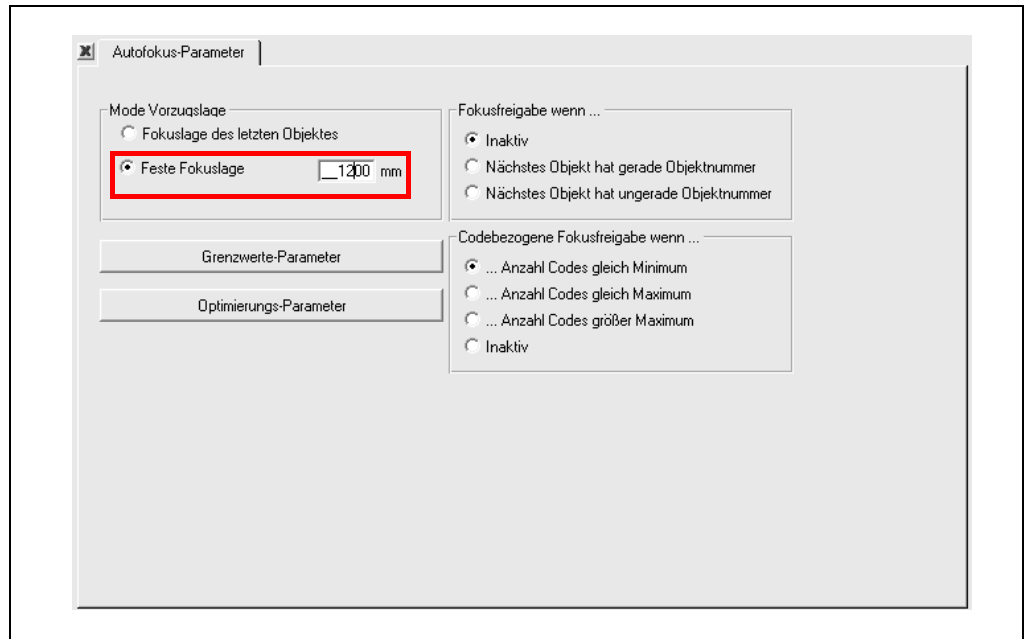 Autofokus-Parameter
Mode Vorzugslage
Fokuslage des letzten Objektes
Feste Fokuslage __1200 mm
Grenzwerte-Parameter
Optimierungs-Parameter
Fokusfreigabe wenn ...
Inaktiv
Nächstes Objekt hat gerade Objektnummer
Nächstes Objekt hat ungerade Objektnummer
Codebezogene Fokusfreigabe wenn ...
... Anzahl Codes gleich Minimum
... Anzahl Codes gleich Maximum
... Anzahl Codes größer Maximum
Inaktiv